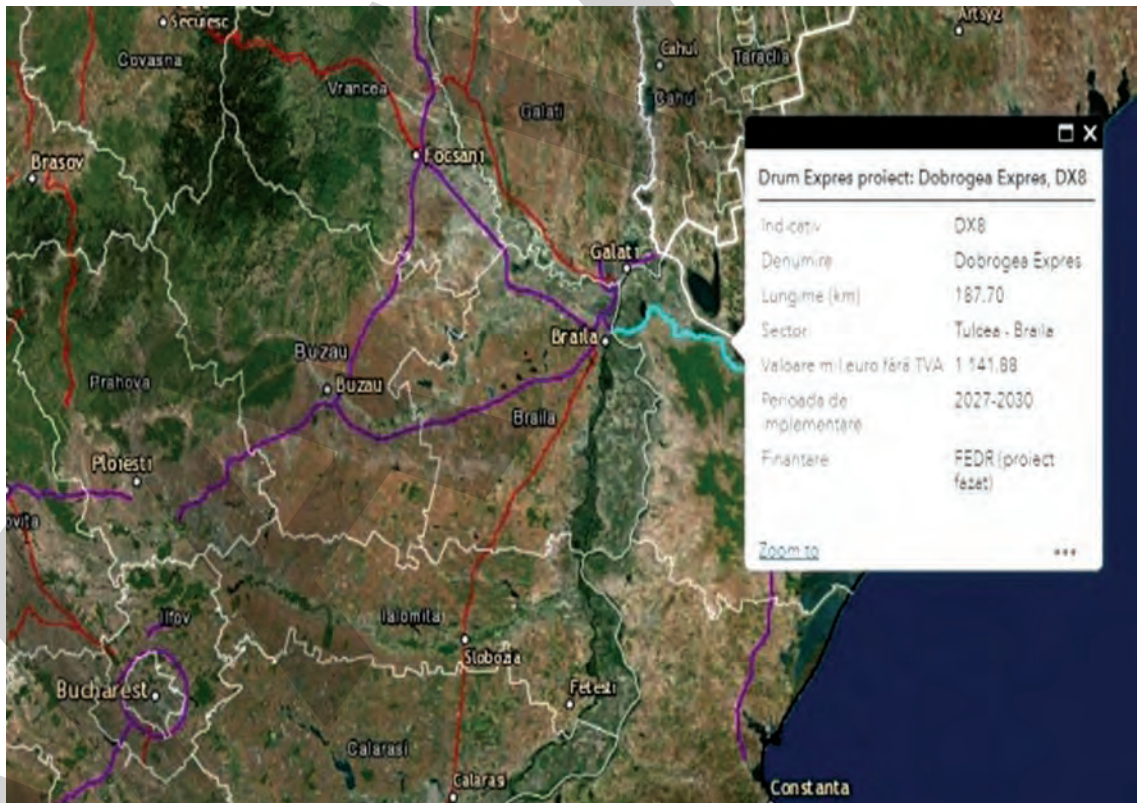 Secuiesc
Artsyz
Covasna
Cahul
Taraclia
Vrancea
Cahul
Galati
Brasov
Focsani
Drum Expres proiect: Dobrogea Expres, DX8
Indicativ DX8
Denumire Dobrogea Expres
Lungime (km) 187.70
Sector Tulcea - Braila
Valoare mil.euro fără TVA 1 141,88
Perioada de 2027-2030
implementare
Finantare FEDR (proiect
fazat)
Zoom to
Galati
Braila
Buzau
Buzau
Prahova
Braila
Ploiesti
ovita
Ilfov
Ialomita
Slobozia
Bucharest
Fetesti
Calarasi
Calarasi
Constanta